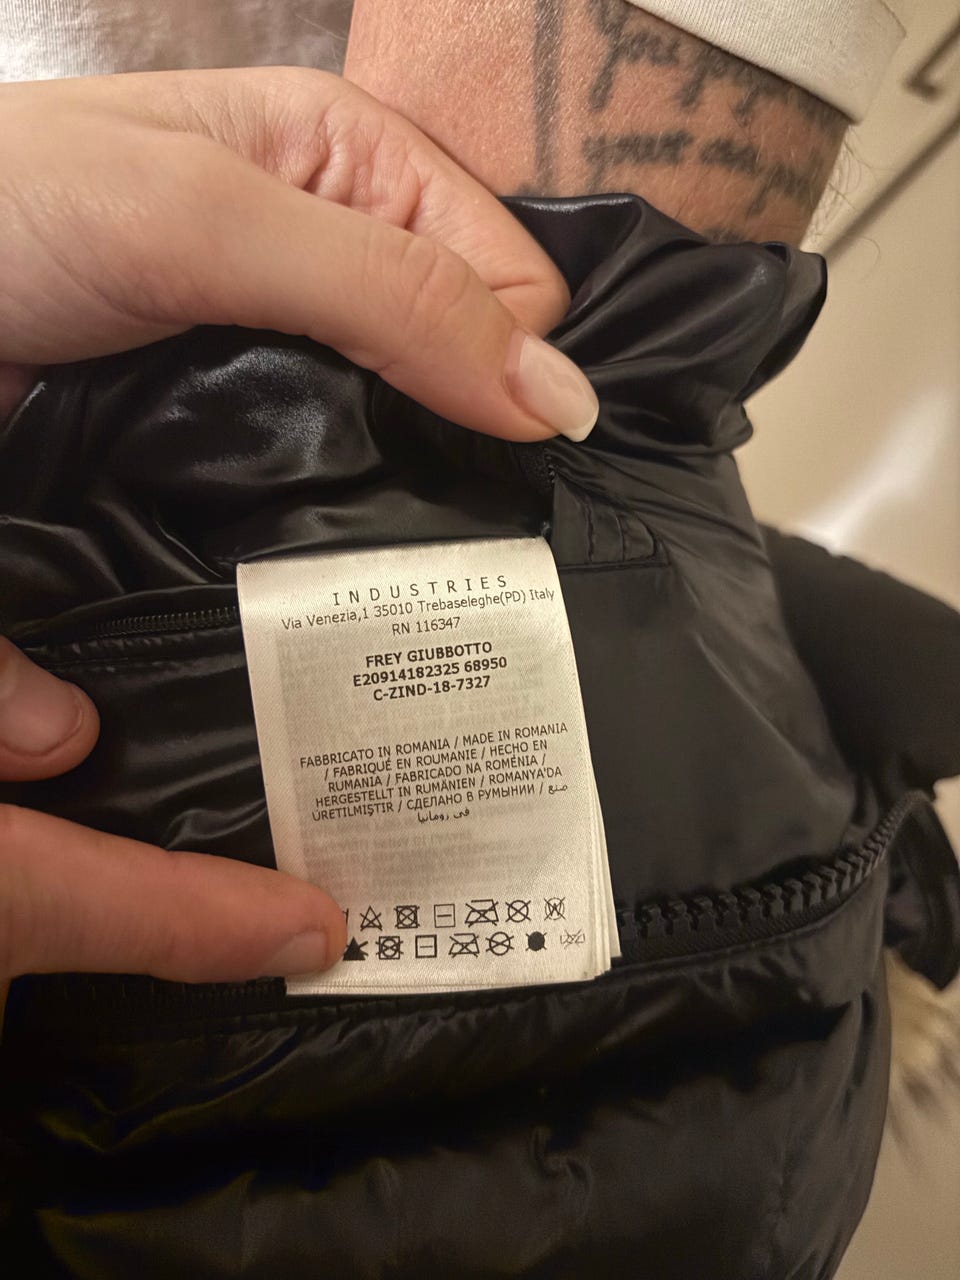 INDUSTRIES
Via Venezia,1 35010 Trebaseleghe(PD) Italy
RN 116347
FREY GIUBBOTTO
E20914182325 68950
C-ZIND-18-7327
FABBRICATO IN ROMANIA / MADE IN ROMANIA
/ FABRIQUÉ EN ROUMANIE / HECHO EN
RUMANIA / FABRICADO NA ROMÉNIA /
HERGESTELLT IN RUMÄNIEN / ROMANYA'DA
ÜRETILMIŞTIR / СДЕЛАНО В РУМЫНИИ / صنع
في رومانيا